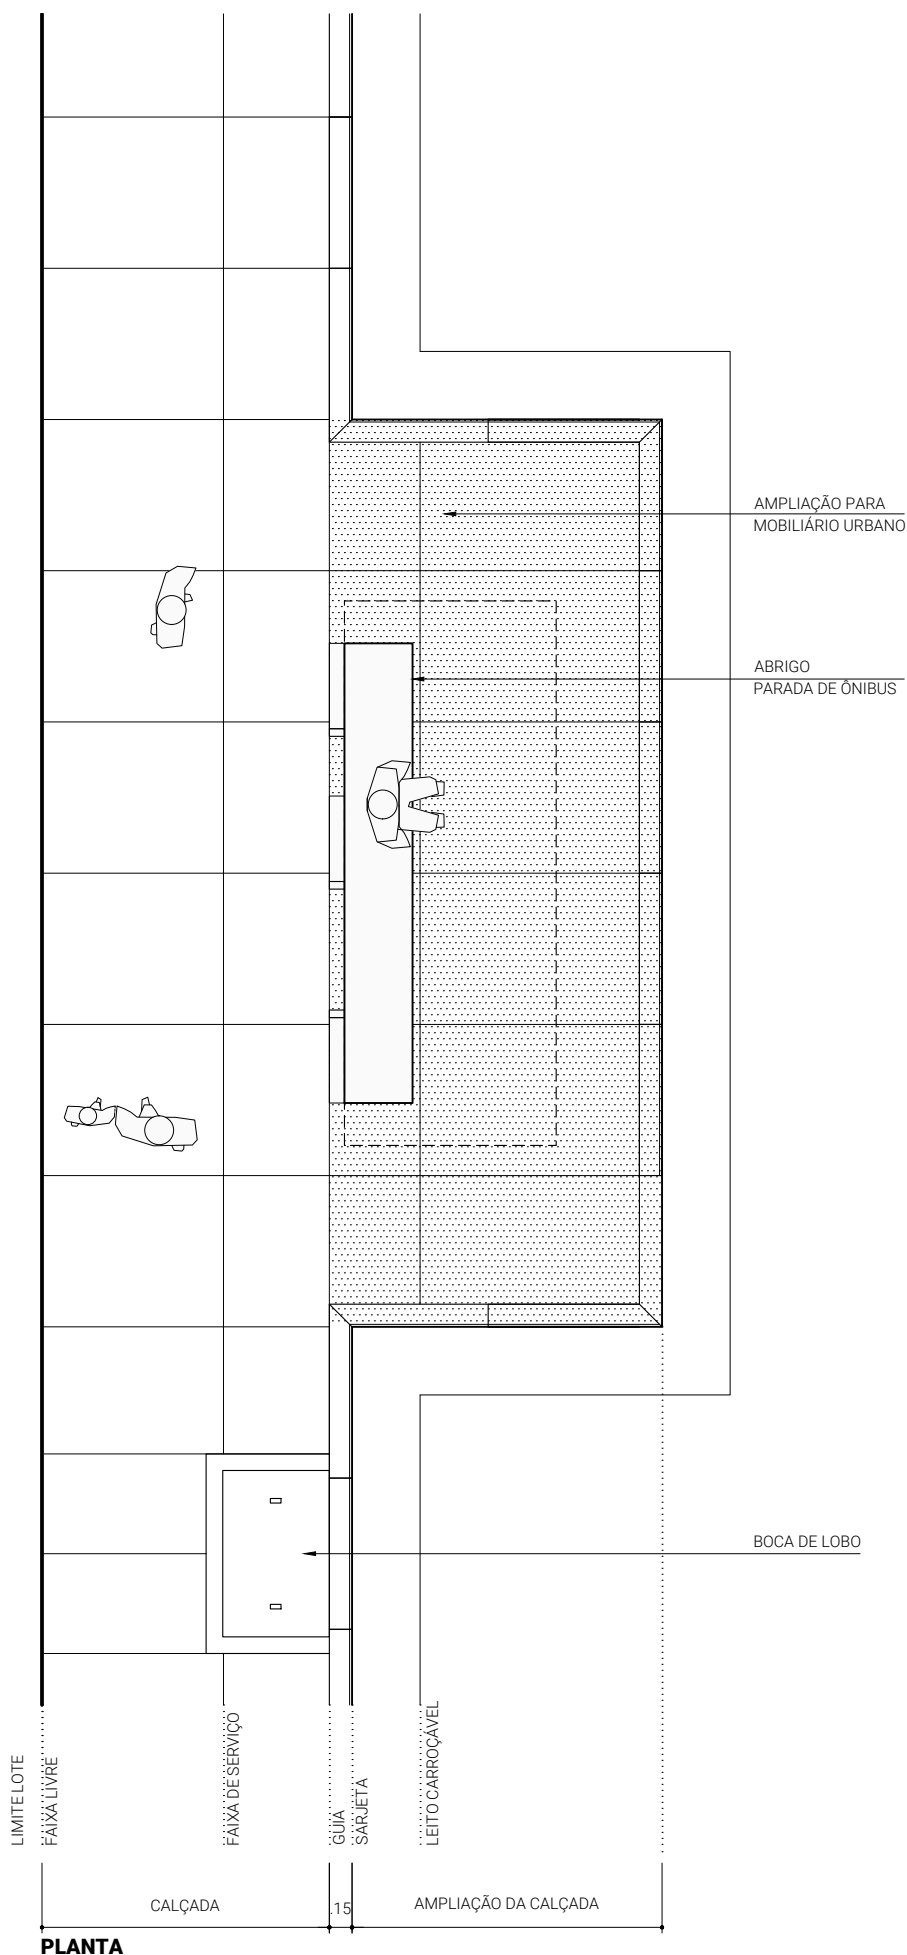 AMPLIAÇÃO PARA
MOBILIÁRIO URBANO
ABRIGO
PARADA DE ÔNIBUS
BOCA DE LOBO
LIMITE LOTE
FAIXA LIVRE
FAIXA DE SERVIÇO
GUIA
SARJETA
LEITO CARROÇÁVEL
CALÇADA
.15
AMPLIAÇÃO DA CALÇADA
PLANTA